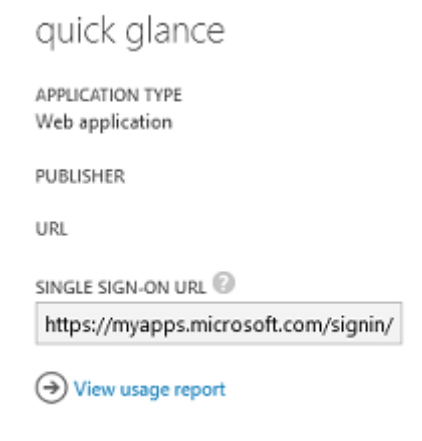 quick glance
APPLICATION TYPE
Web application
PUBLISHER
URL
SINGLE SIGN-ON URL ?
https://myapps.microsoft.com/signin/
View usage report